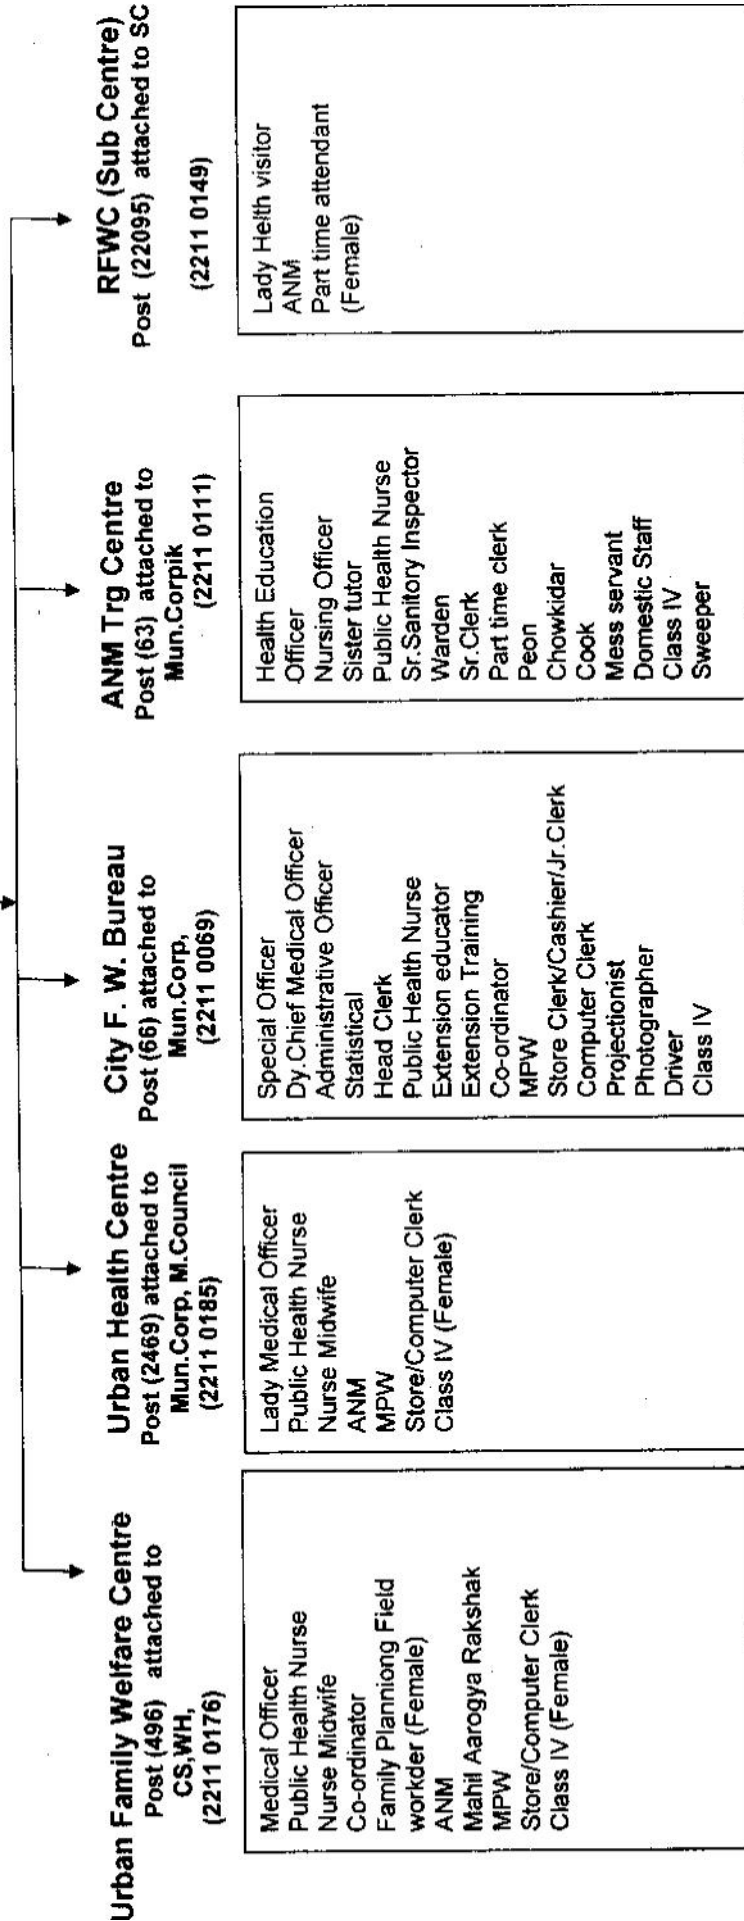 Urban Family Welfare Centre
Post (496) attached to
CS,WH,
(2211 0176)
Medical Officer
Public Health Nurse
Nurse Midwife
Co-ordinator
Family Planniong Field
workder (Female)
ANM
Mahil Aarogya Rakshak
MPW
Store/Computer Clerk
Class IV (Female)
Urban Health Centre
Post (2469) attached to
Mun.Corp, M.Council
(2211 0185)
Lady Medical Officer
Public Health Nurse
Nurse Midwife
ANM
MPW
Store/Computer Clerk
Class IV (Female)
City F. W. Bureau
Post (66) attached to
Mun.Corp,
(2211 0069)
Special Officer
Dy.Chief Medical Officer
Administrative Officer
Statistical
Head Clerk
Public Health Nurse
Extension educator
Extension Training
Co-ordinator
MPW
Store Clerk/Cashier/Jr.Clerk
Computer Clerk
Projectionist
Photographer
Driver
Class IV
ANM Trg Centre
Post (63) attached to
Mun.Corpik
(2211 0111)
Health Education
Officer
Nursing Officer
Sister tutor
Public Health Nurse
Sr.Sanitory Inspector
Warden
Sr.Clerk
Part time clerk
Peon
Chowkidar
Cook
Mess servant
Domestic Staff
Class IV
Sweeper
RFWC (Sub Centre)
Post (22095) attached to SC
(2211 0149)
Lady Helth visitor
ANM
Part time attendant
(Female)